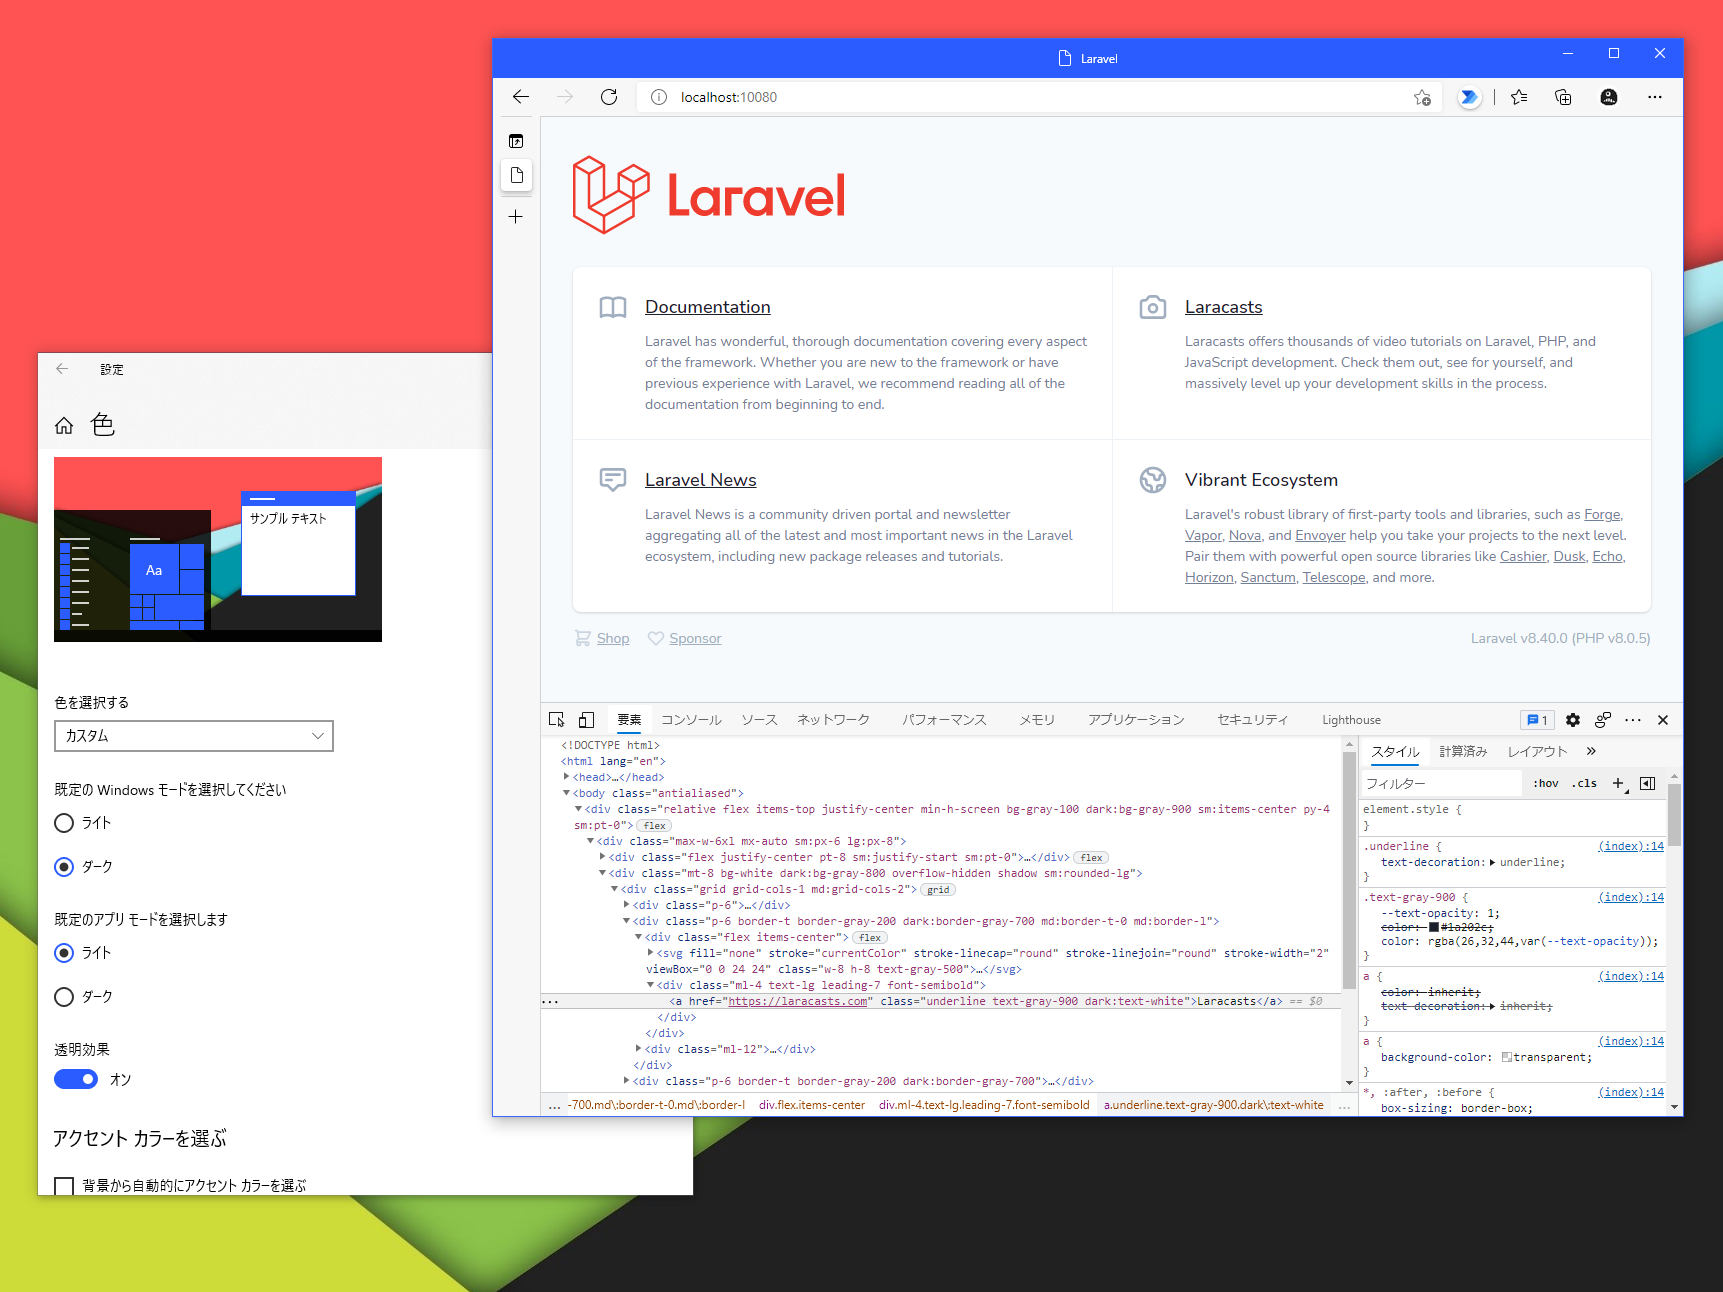 Laravel
localhost:10080
Laravel
Documentation
Laravel has wonderful, thorough documentation covering every aspect
of the framework. Whether you are new to the framework or have
previous experience with Laravel, we recommend reading all of the
documentation from beginning to end.
Laracasts
Laracasts offers thousands of video tutorials on Laravel, PHP, and
JavaScript development. Check them out, see for yourself, and
massively level up your development skills in the process.
Laravel News
Laravel News is a community driven portal and newsletter
aggregating all of the latest and most important news in the Laravel
ecosystem, including new package releases and tutorials.
Vibrant Ecosystem
Laravel's robust library of first-party tools and libraries, such as Forge,
Vapor, Nova, and Envoyer help you take your projects to the next level.
Pair them with powerful open source libraries like Cashier, Dusk, Echo,
Horizon, Sanctum, Telescope, and more.
Shop Sponsor
Laravel v8.40.0 (PHP v8.0.5)
設定
色
サンプル テキスト
Aa
色を選択する
カスタム
既定の Windows モードを選択してください
ライト
ダーク
既定のアプリ モードを選択します
ライト
ダーク
透明効果
オン
アクセント カラーを選ぶ
背景から自動的にアクセント カラーを選ぶ
要素 コンソール ソース ネットワーク パフォーマンス メモリ アプリケーション セキュリティ Lighthouse 1
<!DOCTYPE html>
<html lang="en">
<head>…</head>
<body class="antialiased">
<div class="relative flex items-top justify-center min-h-screen bg-gray-100 dark:bg-gray-900 sm:items-center py-4
sm:pt-0"> flex
<div class="max-w-6xl mx-auto sm:px-6 lg:px-8">
<div class="flex justify-center pt-8 sm:justify-start sm:pt-0">…</div> flex
<div class="mt-8 bg-white dark:bg-gray-800 overflow-hidden shadow sm:rounded-lg">
<div class="grid grid-cols-1 md:grid-cols-2"> grid
<div class="p-6">…</div>
<div class="p-6 border-t border-gray-200 dark:border-gray-700 md:border-t-0 md:border-l">
<div class="flex items-center"> flex
<svg fill="none" stroke="currentColor" stroke-linecap="round" stroke-linejoin="round" stroke-width="2"
viewBox="0 0 24 24" class="w-8 h-8 text-gray-500">…</svg>
<div class="ml-4 text-lg leading-7 font-semibold">
… <a href="https://laracasts.com" class="underline text-gray-900 dark:text-white">Laracasts</a> == $0
</div>
</div>
<div class="ml-12">…</div>
</div>
<div class="p-6 border-t border-gray-200 dark:border-gray-700">…</div>
… -700.md\:border-t-0.md\:border-l div.flex.items-center div.ml-4.text-lg.leading-7.font-semibold a.underline.text-gray-900.dark\:text-white …
スタイル 計算済み レイアウト »
フィルター :hov .cls +
element.style {
}
.underline { (index):14
text-decoration: underline;
}
.text-gray-900 { (index):14
--text-opacity: 1;
color: #1a202c;
color: rgba(26,32,44,var(--text-opacity));
}
a { (index):14
color: inherit;
text-decoration: inherit;
}
a { (index):14
background-color: transparent;
}
*, :after, :before { (index):14
box-sizing: border-box;